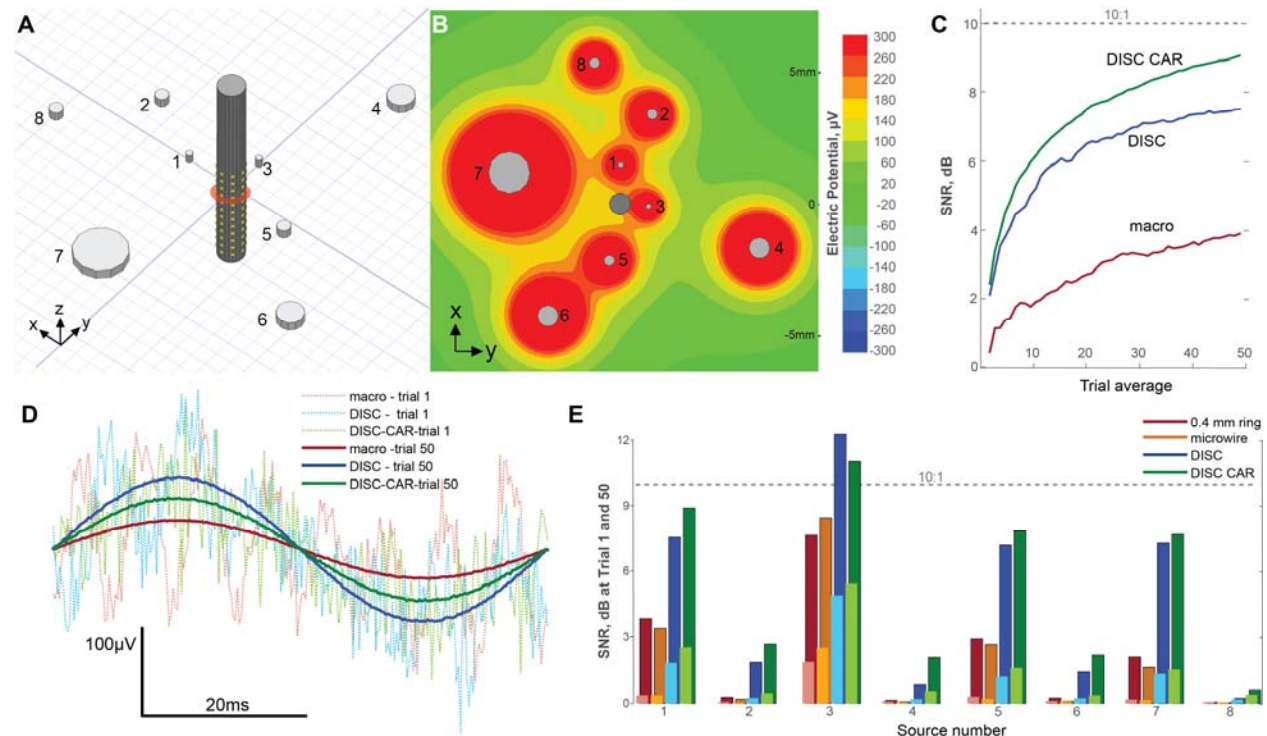 A
8
2
4
1
3
7
5
6
x
z
y
B
8
2
1
7
3
5
4
6
x
y
5mm
0
-5mm
Electric Potential, µV
300
260
220
180
140
100
60
20
-20
-60
-100
-140
-180
-220
-260
-300
C
10:1
DISC CAR
DISC
macro
SNR, dB
10
8
6
4
2
0
10
20
30
40
50
Trial average
D
macro - trial 1
DISC - trial 1
DISC-CAR-trial 1
macro -trial 50
DISC - trial 50
DISC-CAR-trial 50
100µV
20ms
E
0.4 mm ring
microwire
DISC
DISC CAR
10:1
SNR, dB at Trial 1 and 50
12
9
6
3
0
1
2
3
4
5
6
7
8
Source number